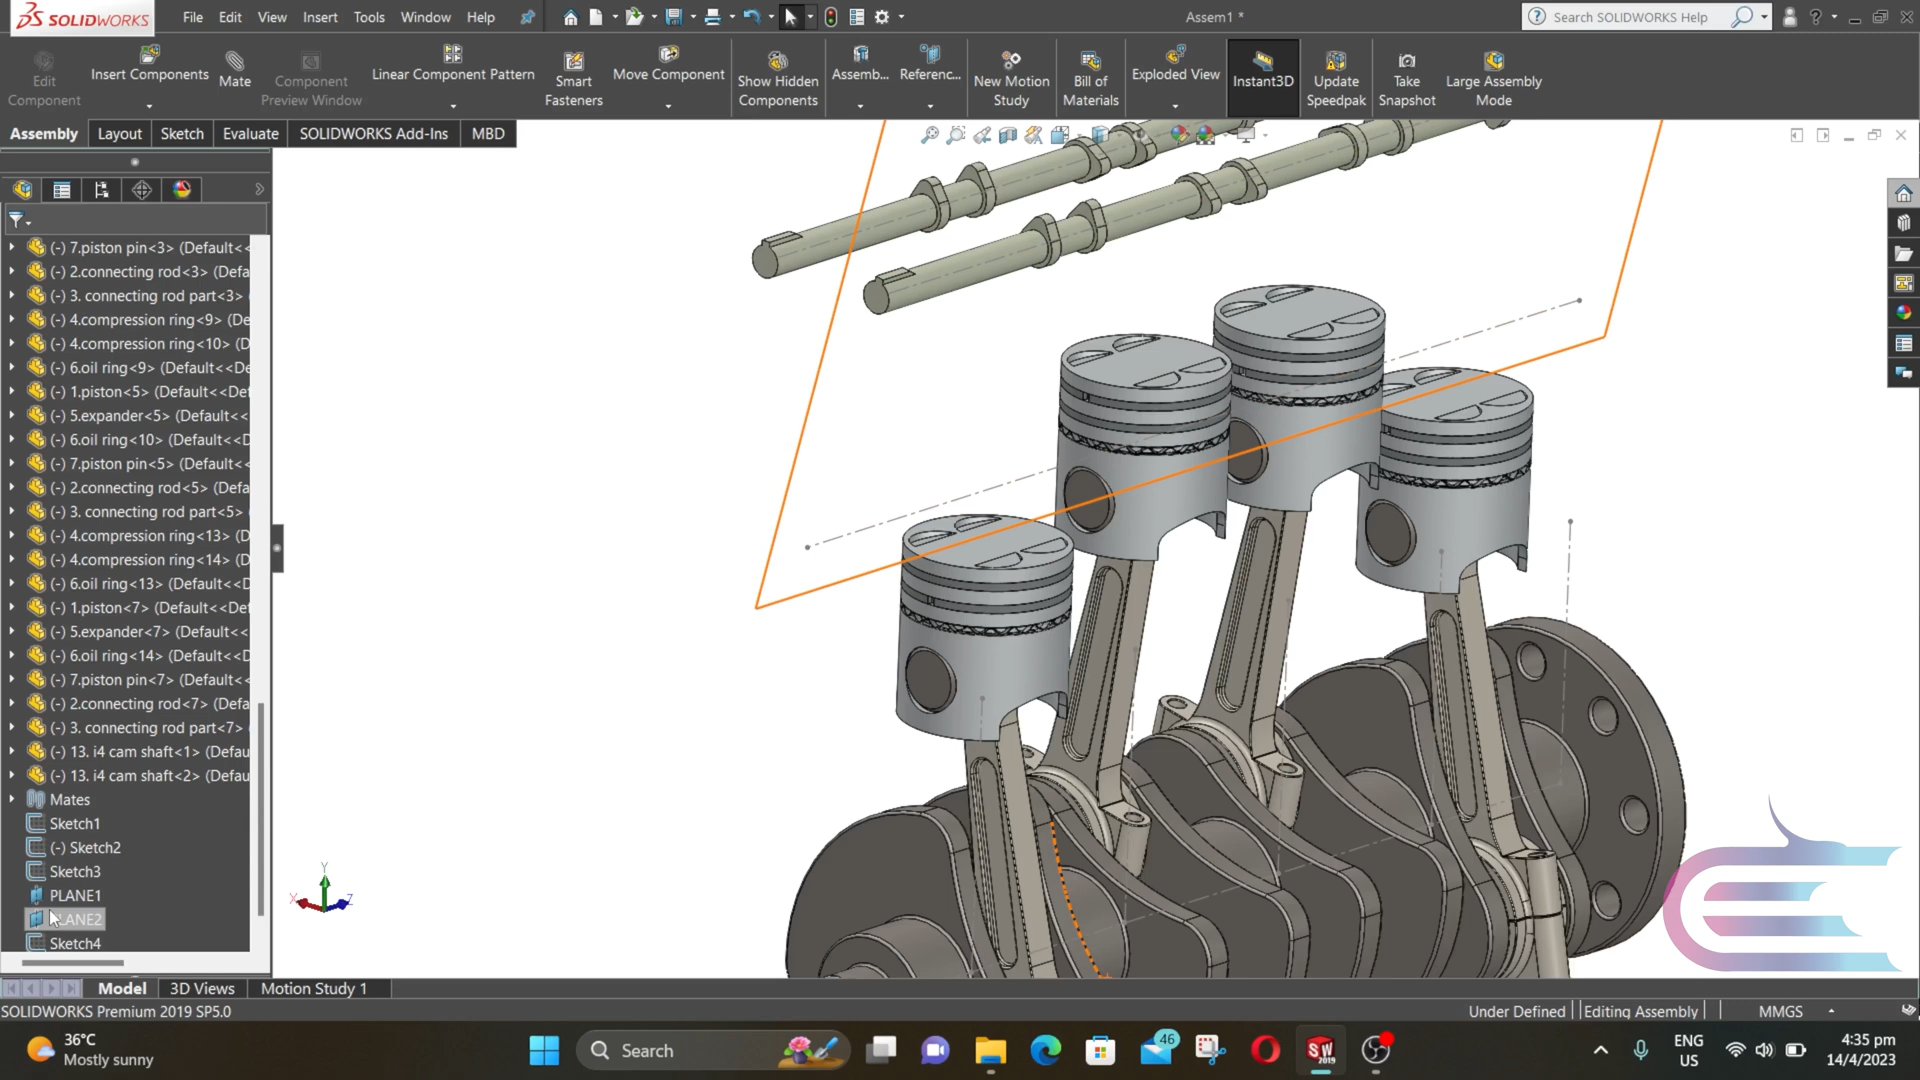 SOLIDWORKS File Edit View Insert Tools Window Help Assem1 * Search SOLIDWORKS Help
Edit Component
Insert Components
Mate
Component Preview Window
Linear Component Pattern
Smart Fasteners
Move Component
Show Hidden Components
Assemb...
Referenc...
New Motion Study
Bill of Materials
Exploded View
Instant3D
Update Speedpak
Take Snapshot
Large Assembly Mode
Assembly Layout Sketch Evaluate SOLIDWORKS Add-Ins MBD
(-) 7.piston pin<3> (Default<<
(-) 2.connecting rod<3> (Defa
(-) 3. connecting rod part<3>
(-) 4.compression ring<9> (De
(-) 4.compression ring<10> (D
(-) 6.oil ring<9> (Default<<De
(-) 1.piston<5> (Default<<Def
(-) 5.expander<5> (Default<<
(-) 6.oil ring<10> (Default<<D
(-) 7.piston pin<5> (Default<<
(-) 2.connecting rod<5> (Defa
(-) 3. connecting rod part<5>
(-) 4.compression ring<13> (D
(-) 4.compression ring<14> (D
(-) 6.oil ring<13> (Default<<D
(-) 1.piston<7> (Default<<Def
(-) 5.expander<7> (Default<<
(-) 6.oil ring<14> (Default<<D
(-) 7.piston pin<7> (Default<<
(-) 2.connecting rod<7> (Defa
(-) 3. connecting rod part<7>
(-) 13. i4 cam shaft<1> (Defau
(-) 13. i4 cam shaft<2> (Defau
Mates
Sketch1
(-) Sketch2
Sketch3
PLANE1
PLANE2
Sketch4
Y
X Z
Model 3D Views Motion Study 1
SOLIDWORKS Premium 2019 SP5.0 Under Defined Editing Assembly MMGS
36°C
Mostly sunny
Search
46
SW
2019
ENG
US
4:35 pm
14/4/2023